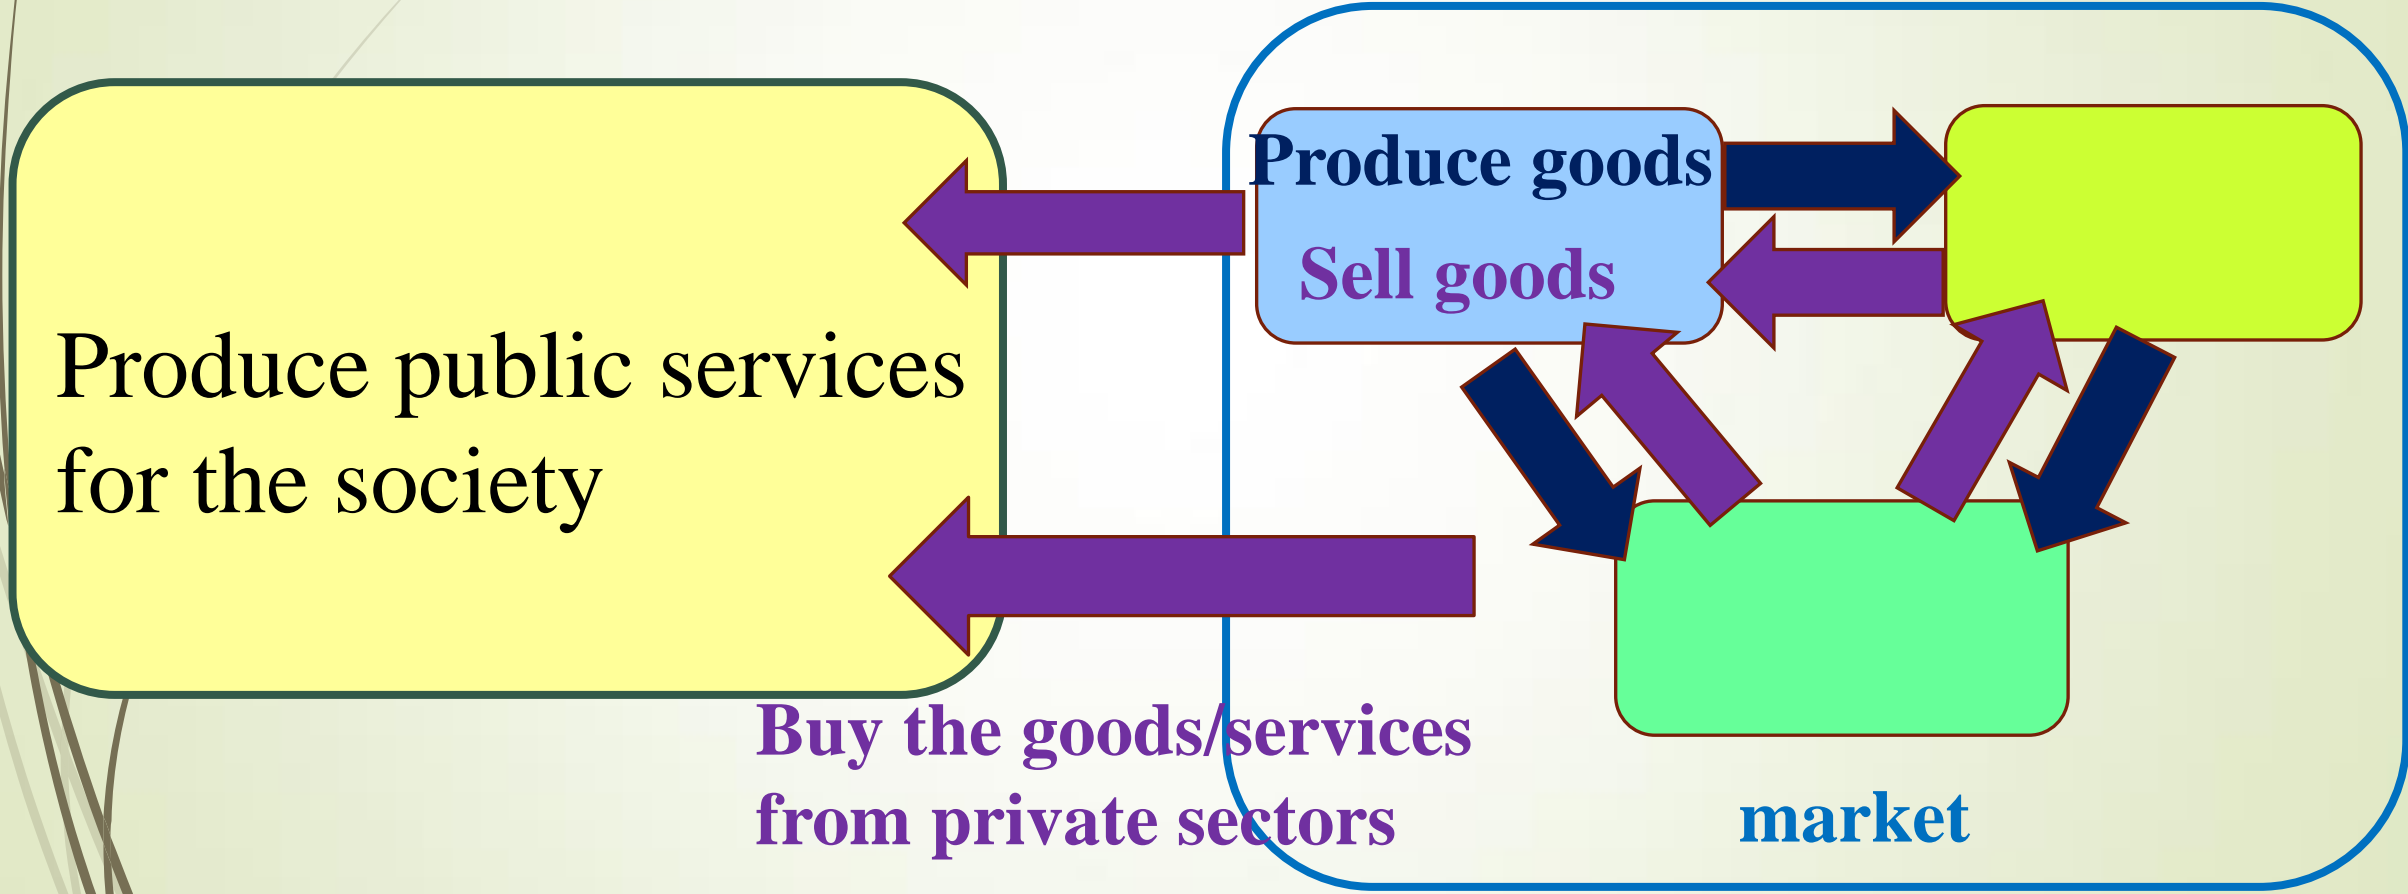 Produce public services
for the society
Produce goods
Sell goods
Buy the goods/services
from private sectors
market